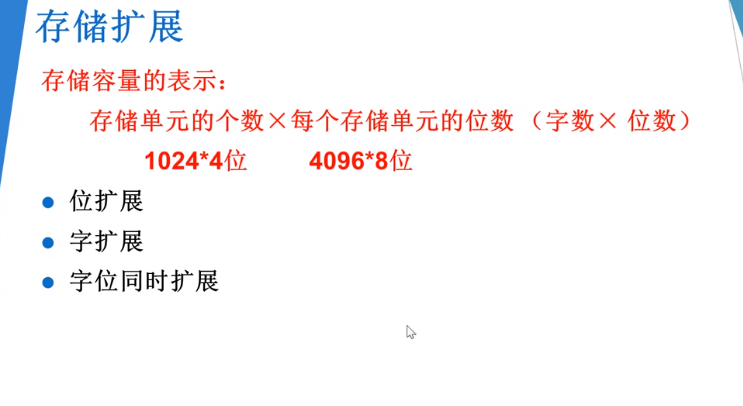 存储扩展
存储容量的表示：
存储单元的个数×每个存储单元的位数（字数× 位数）
1024*4位 4096*8位
位扩展
字扩展
字位同时扩展